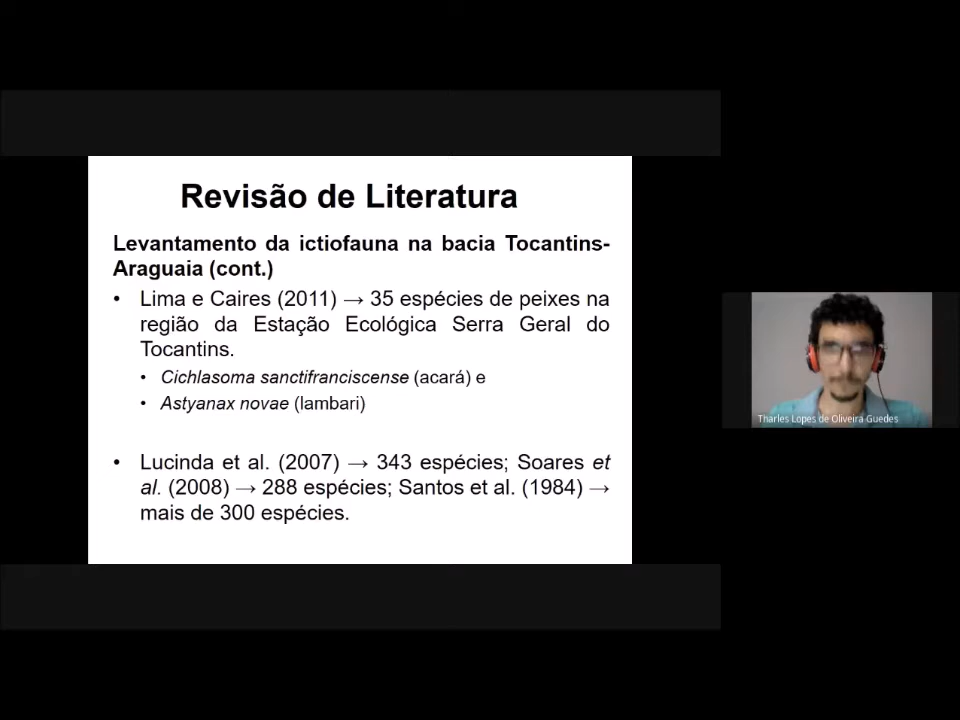 Revisão de Literatura
Levantamento da ictiofauna na bacia Tocantins-
Araguaia (cont.)
• Lima e Caires (2011) → 35 espécies de peixes na
região da Estação Ecológica Serra Geral do
Tocantins.
• Cichlasoma sanctifranciscense (acará) e
• Astyanax novae (lambari)
• Lucinda et al. (2007) → 343 espécies; Soares et
al. (2008) → 288 espécies; Santos et al. (1984) →
mais de 300 espécies.
Tharles Lopes de Oliveira Guedes